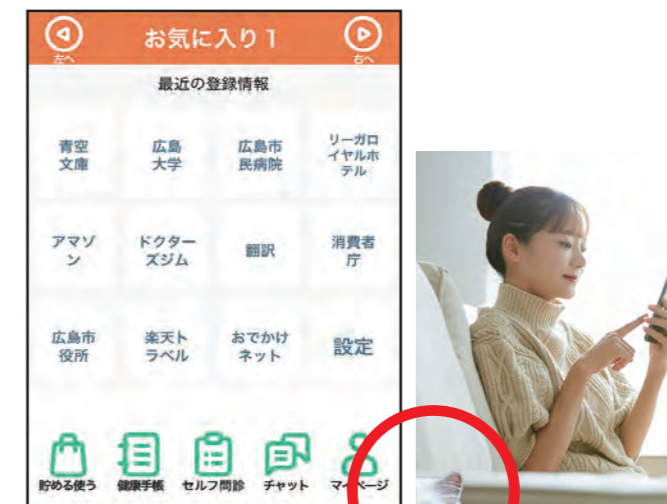 お気に入り1
左へ
右へ
最近の登録情報
青空
文庫
広島
大学
広島市
民病院
リーガロ
イヤルホ
テル
アマゾ
ン
ドクター
ズジム
翻訳
消費者
庁
広島市
役所
楽天ト
ラベル
おでかけ
ネット
設定
貯める使う
健康手帳
セルフ問診
チャット
マイページ